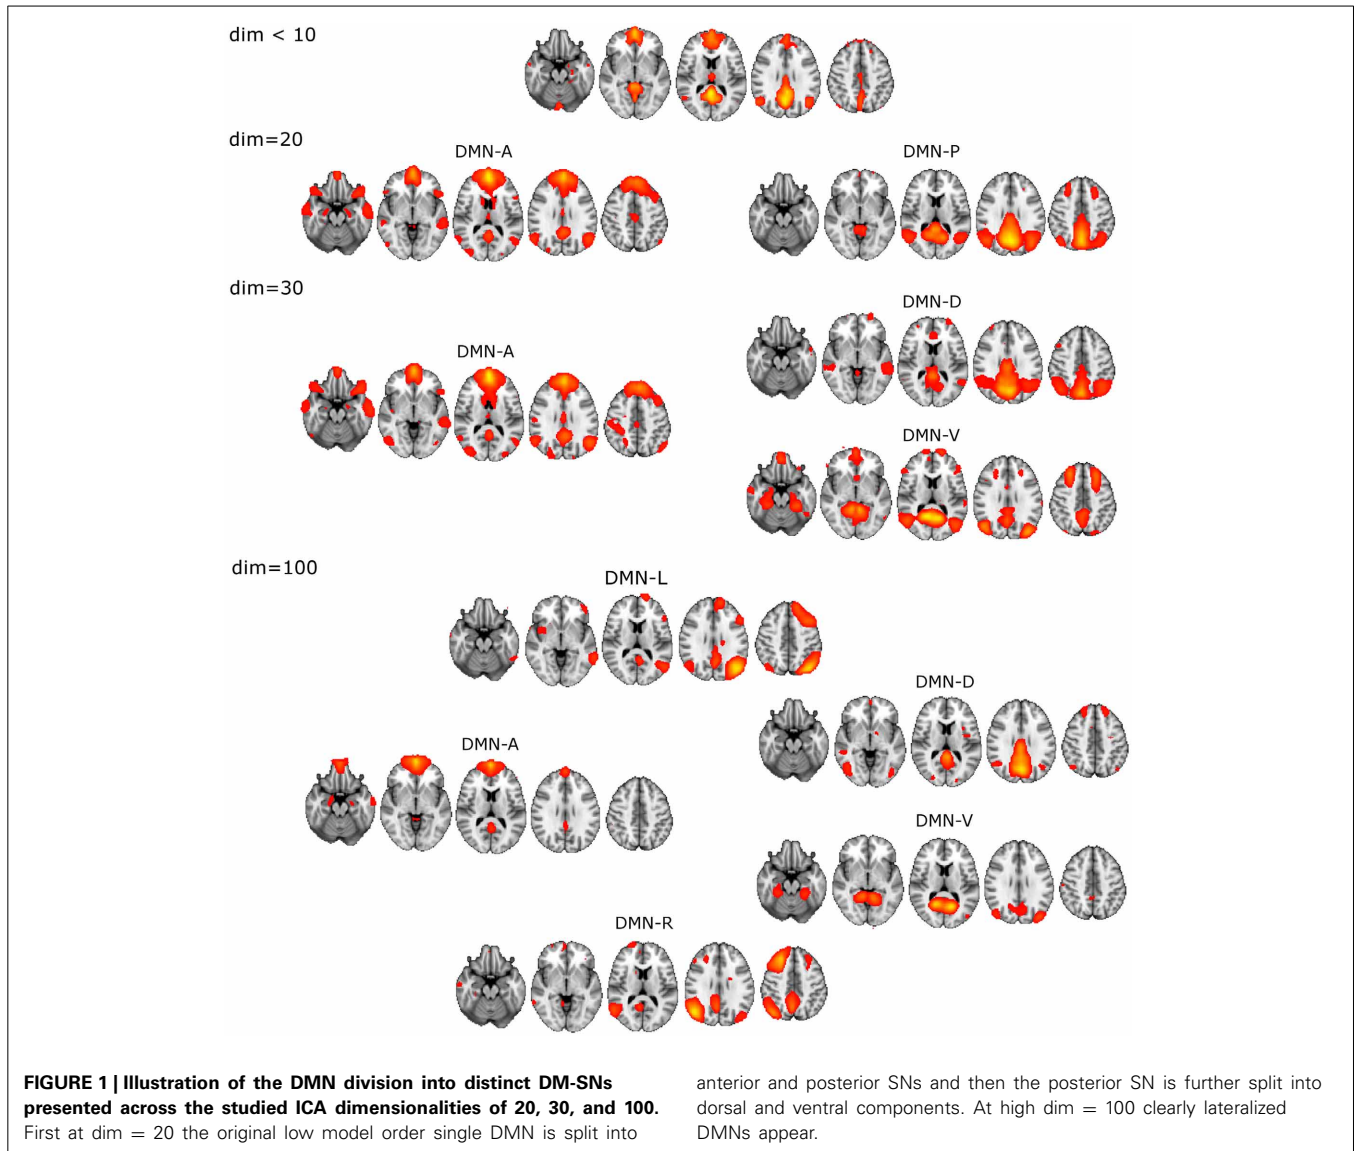 dim < 10
dim=20
DMN-A
DMN-P
dim=30
DMN-D
DMN-A
DMN-V
dim=100
DMN-L
DMN-D
DMN-A
DMN-V
DMN-R
FIGURE 1 | Illustration of the DMN division into distinct DM-SNs
presented across the studied ICA dimensionalities of 20, 30, and 100.
First at dim = 20 the original low model order single DMN is split into
anterior and posterior SNs and then the posterior SN is further split into
dorsal and ventral components. At high dim = 100 clearly lateralized
DMNs appear.